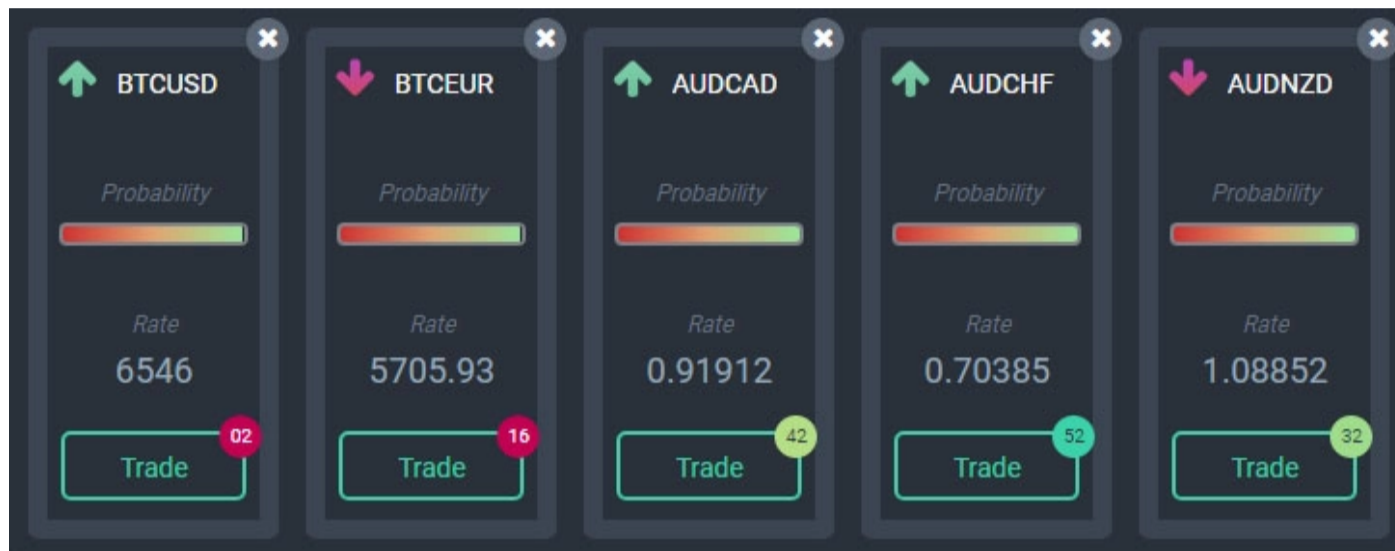 BTCUSD
Probability
Rate
6546
02
Trade
BTCEUR
Probability
Rate
5705.93
16
Trade
AUDCAD
Probability
Rate
0.91912
42
Trade
AUDCHF
Probability
Rate
0.70385
52
Trade
AUDNZD
Probability
Rate
1.08852
32
Trade